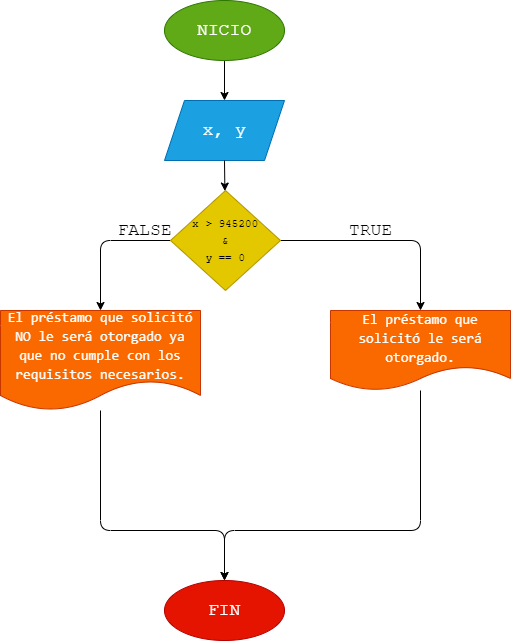 NICIO
x, y
x > 945200
&
y == 0
FALSE
TRUE
El préstamo que solicitó
NO le será otorgado ya
que no cumple con los
requisitos necesarios.
El préstamo que
solicitó le será
otorgado.
FIN